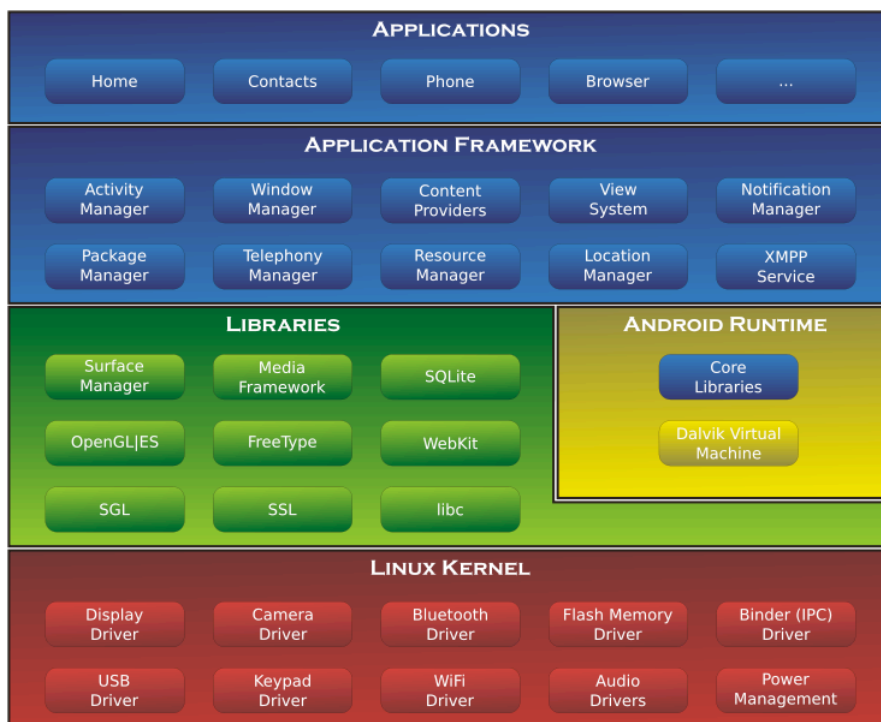 APPLICATIONS
Home
Contacts
Phone
Browser
...
APPLICATION FRAMEWORK
Activity
Manager
Window
Manager
Content
Providers
View
System
Notification
Manager
Package
Manager
Telephony
Manager
Resource
Manager
Location
Manager
XMPP
Service
LIBRARIES
Surface
Manager
Media
Framework
SQLite
OpenGL|ES
FreeType
WebKit
SGL
SSL
libc
ANDROID RUNTIME
Core
Libraries
Dalvik Virtual
Machine
LINUX KERNEL
Display
Driver
Camera
Driver
Bluetooth
Driver
Flash Memory
Driver
Binder (IPC)
Driver
USB
Driver
Keypad
Driver
WiFi
Driver
Audio
Drivers
Power
Management